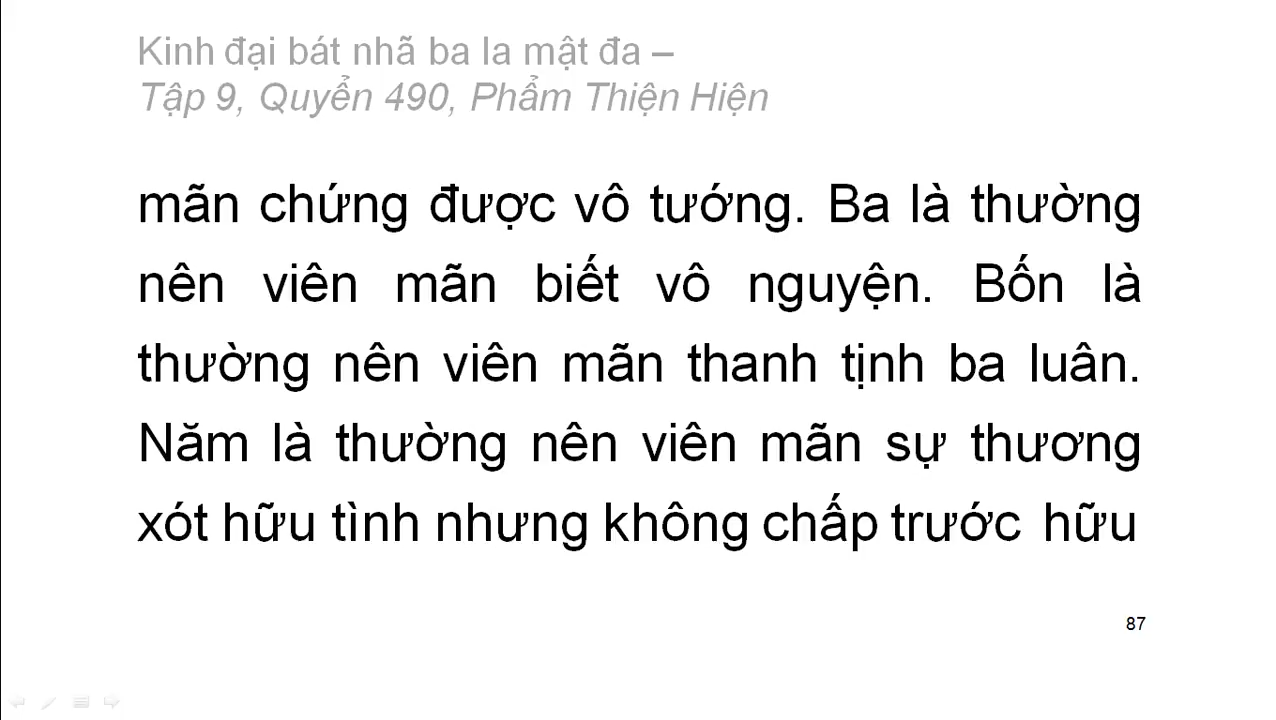 Kinh đại bát nhã ba la mật đa –
Tập 9, Quyển 490, Phẩm Thiện Hiện
mãn chứng được vô tướng. Ba là thường
nên viên mãn biết vô nguyện. Bốn là
thường nên viên mãn thanh tịnh ba luân.
Năm là thường nên viên mãn sự thương
xót hữu tình nhưng không chấp trước hữu
87